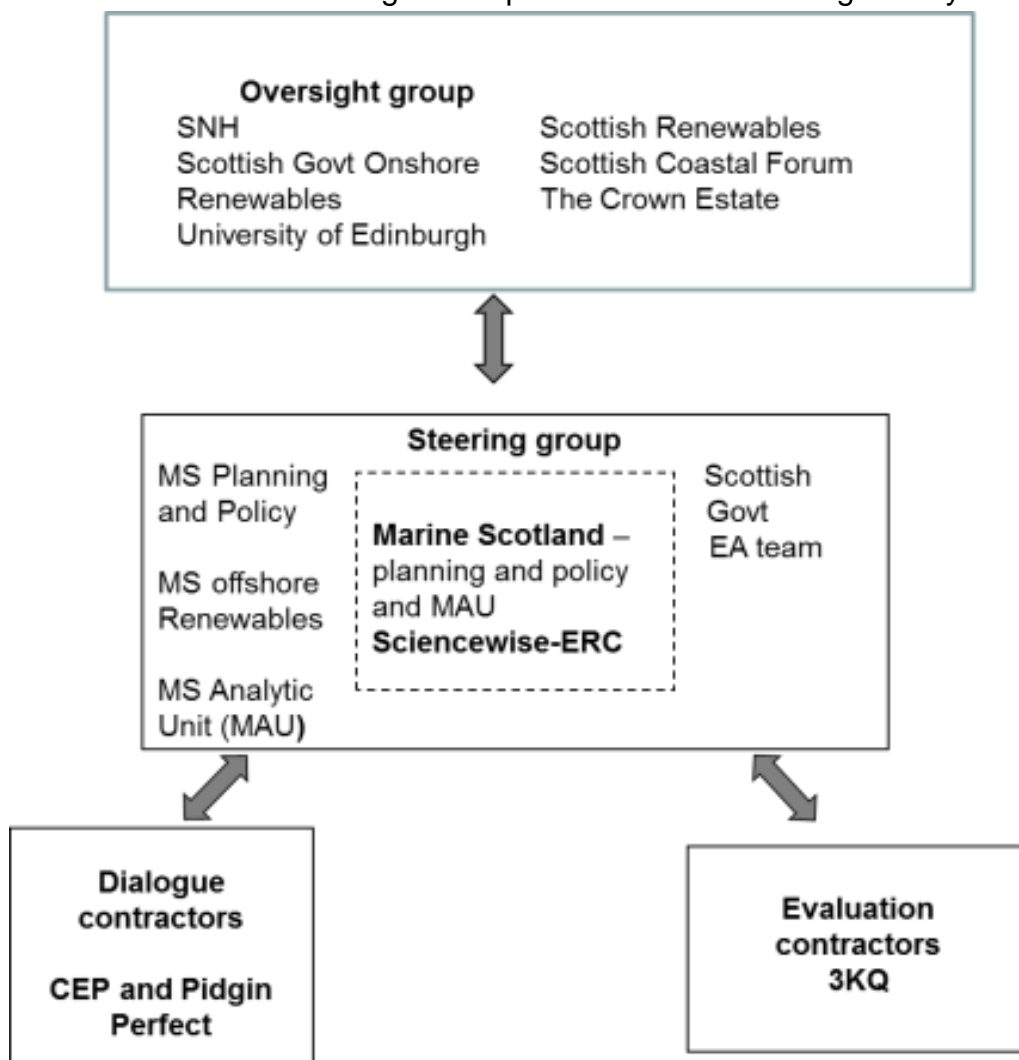 Oversight group
SNH
Scottish Govt Onshore
Renewables
University of Edinburgh
Scottish Renewables
Scottish Coastal Forum
The Crown Estate
Steering group
MS Planning
and Policy
MS offshore
Renewables
MS Analytic
Unit (MAU)
Marine Scotland –
planning and policy
and MAU
Sciencewise-ERC
Scottish
Govt
EA team
Dialogue
contractors
CEP and Pidgin
Perfect
Evaluation
contractors
3KQ